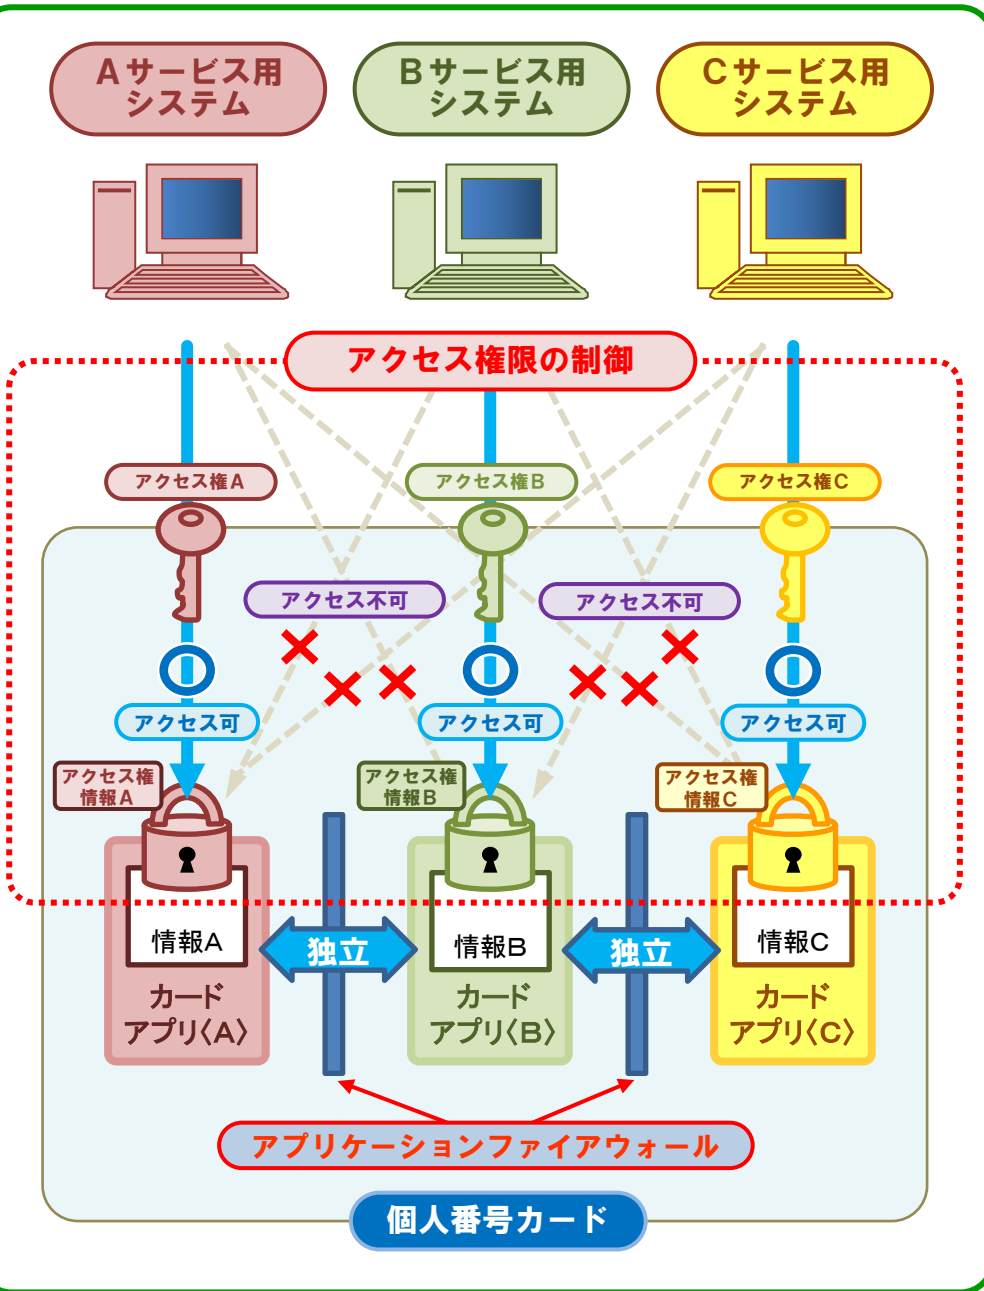 Aサービス用
システム
Bサービス用
システム
Cサービス用
システム
アクセス権限の制御
アクセス権A
アクセス権B
アクセス権C
アクセス不可
アクセス不可
アクセス可
アクセス可
アクセス可
アクセス権
情報A
アクセス権
情報B
アクセス権
情報C
情報A
情報B
情報C
独立
独立
カード
アプリ〈A〉
カード
アプリ〈B〉
カード
アプリ〈C〉
アプリケーションファイアウォール
個人番号カード